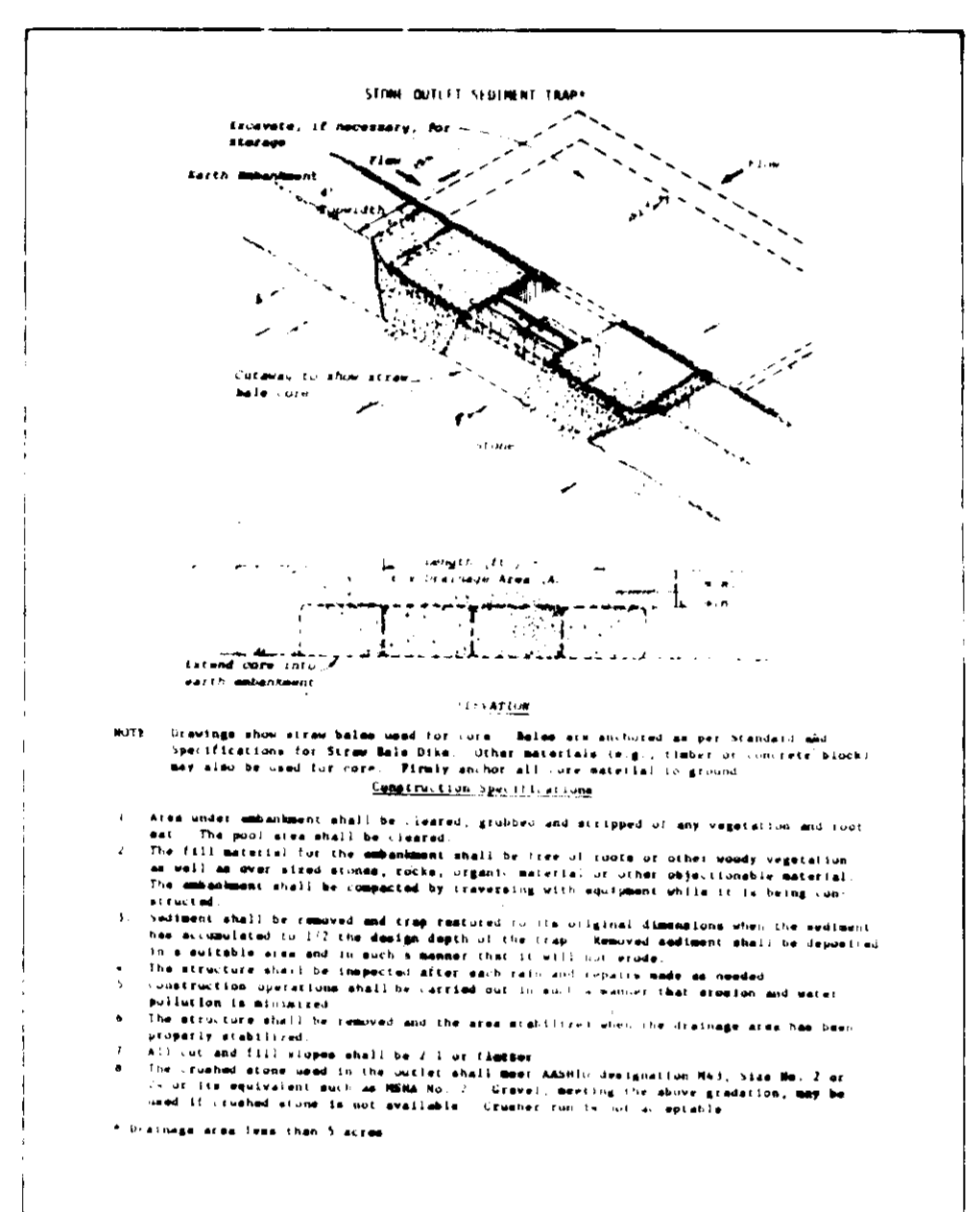 STONE OUTLET SEDIMENT TRAP*
Excavate, if necessary, for
storage
Flow
Flow
Earth Embankment
4'
Topwidth
Cutaway to show straw
bale core
Stone
Length (ft.)
x Drainage Area (A
Extend core into
earth embankment
ELEVATION
NOTE Drawings show straw bales used for core. Bales are anchored as per Standard and
Specifications for Straw Bale Dike. Other materials (e.g., timber or concrete block)
may also be used for core. Firmly anchor all core material to ground
Construction Specifications
1 Area under embankment shall be cleared, grubbed and stripped of any vegetation and root
mat. The pool area shall be cleared.
2 The fill material for the embankment shall be free of roots or other woody vegetation
as well as over sized stones, rocks, organic material or other objectionable material.
The embankment shall be compacted by traversing with equipment while it is being con-
structed.
3. Sediment shall be removed and trap restored to its original dimensions when the sediment
has accumulated to 1/2 the design depth of the trap. Removed sediment shall be deposited
in a suitable area and in such a manner that it will not erode.
The structure shall be inspected after each rain and repairs made as needed
5 Construction operations shall be carried out in such a manner that erosion and water
pollution is minimized
6 The structure shall be removed and the area stabilized when the drainage area has been
properly stabilized.
7 All cut and fill slopes shall be 2:1 or flatter
8 The crushed stone used in the outlet shall meet AASHTO designation M43, Size No. 2 or
24 or its equivalent such as MSHA No. 2. Gravel, meeting the above gradation, may be
used if crushed stone is not available. Crusher run is not acceptable
* Drainage area less than 5 acres